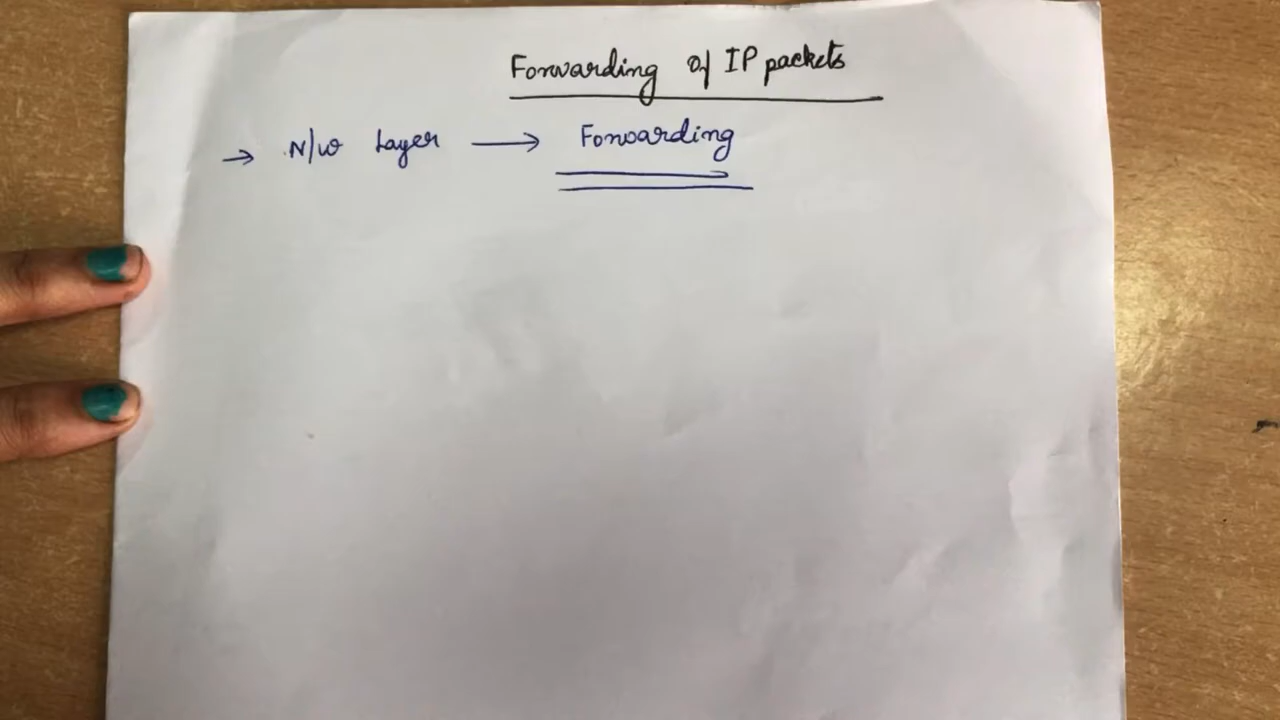 Forwarding of IP packets
→ N/w Layer → Forwarding